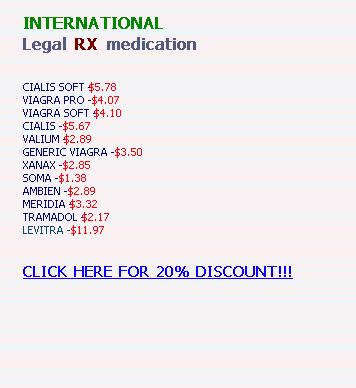 INTERNATIONAL
Legal RX medication
CIALIS SOFT $5.78
VIAGRA PRO -$4.07
VIAGRA SOFT $4.10
CIALIS -$5.67
VALIUM $2.89
GENERIC VIAGRA -$3.50
XANAX -$2.85
SOMA -$1.38
AMBIEN -$2.89
MERIDIA $3.32
TRAMADOL $2.17
LEVITRA -$11.97
CLICK HERE FOR 20% DISCOUNT!!!